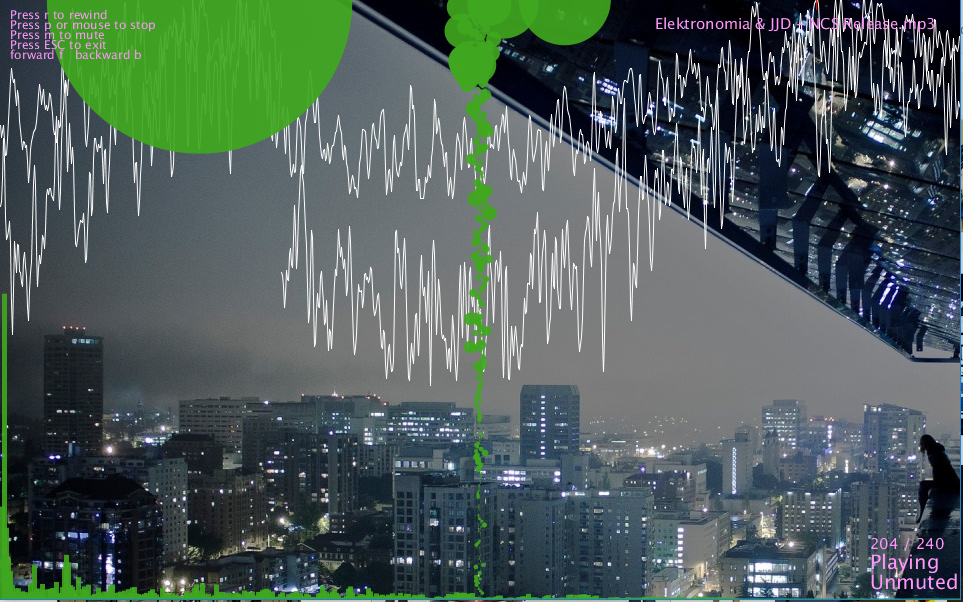 Press r to rewind
Press p or mouse to stop
Press m to mute
Press ESC to exit
forward f   backward b
Elektronomia & JJD - NCS Release.mp3
204 / 240
Playing
Unmuted